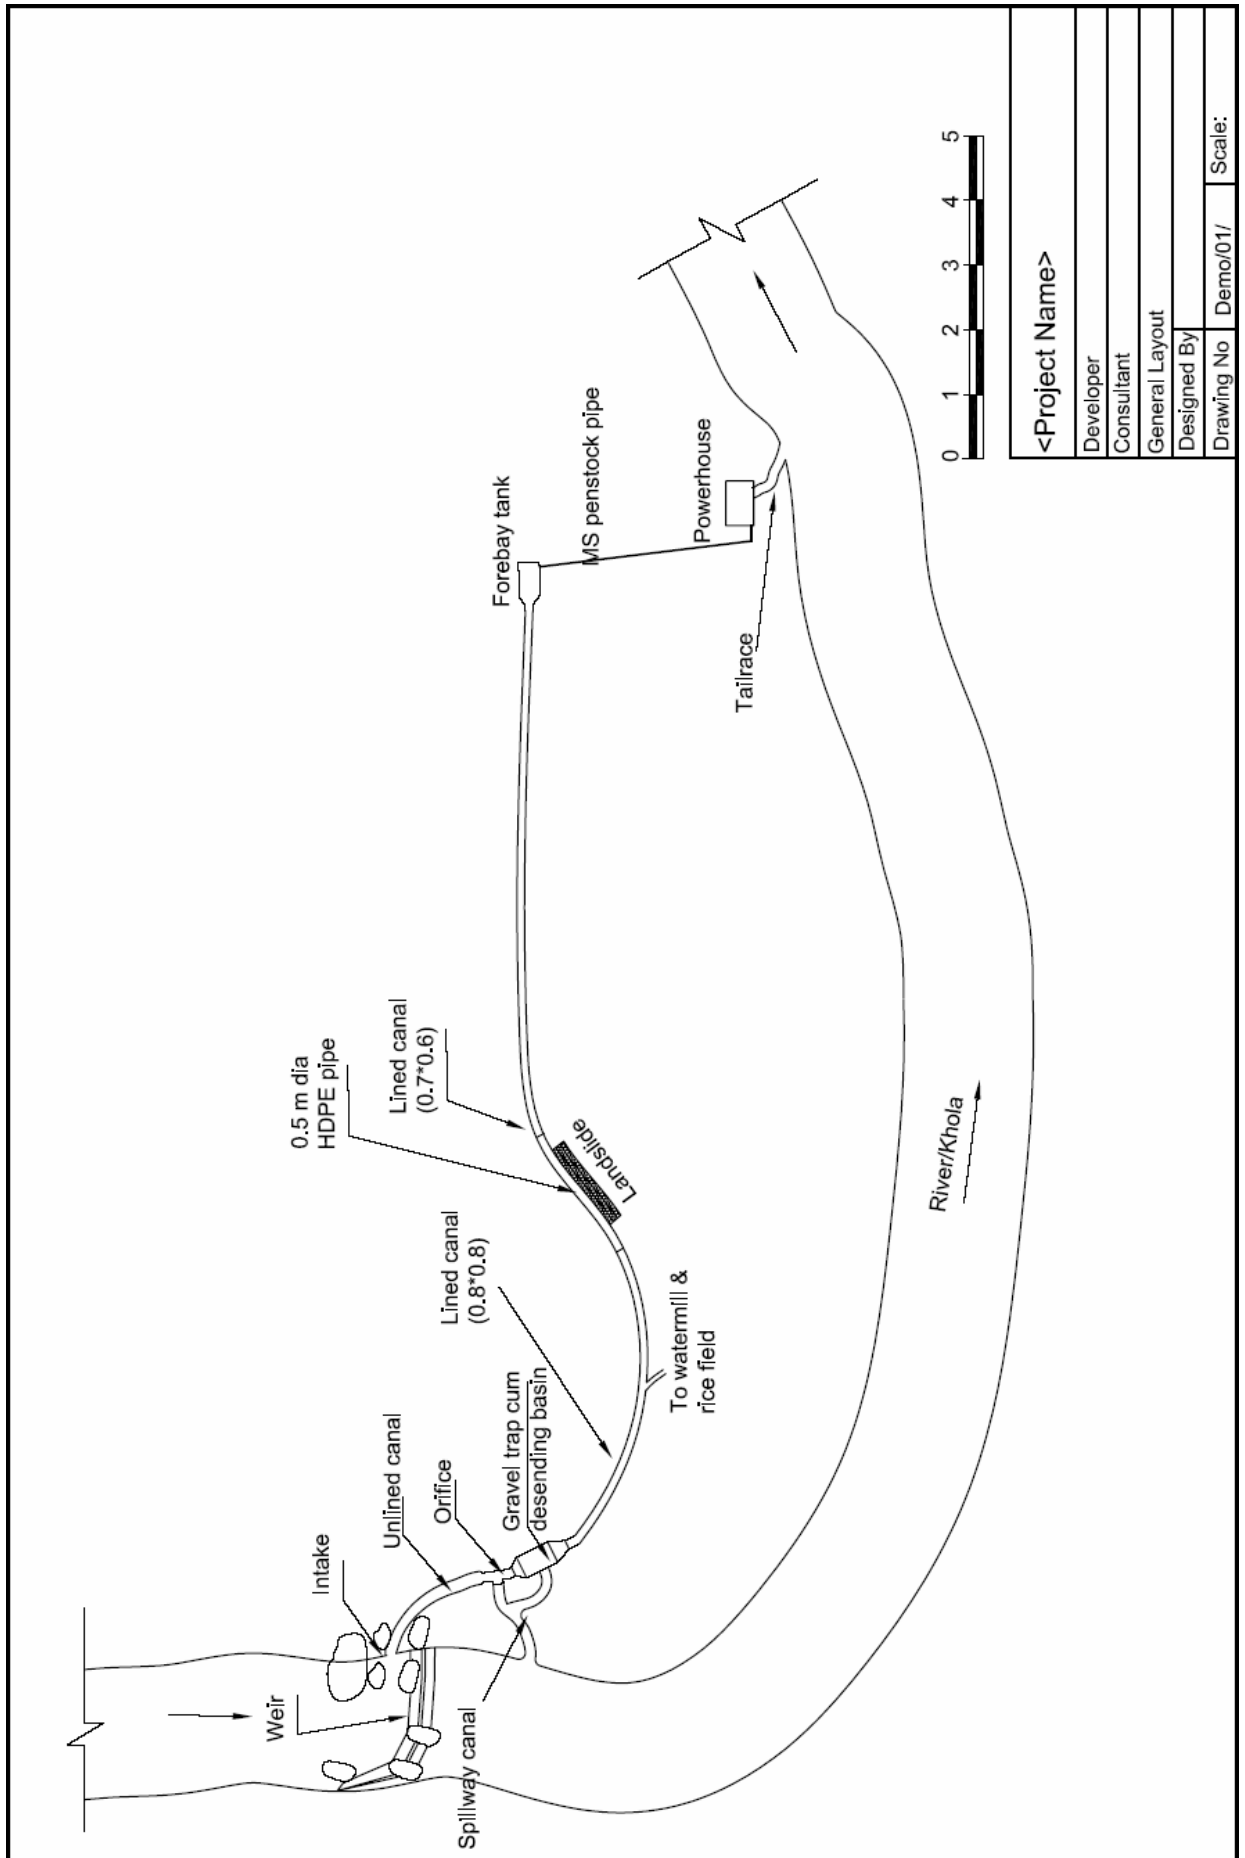 Weir
Intake
Unlined canal
Orifice
Gravel trap cum
desending basin
Spillway canal
Lined canal
(0.8*0.8)
To watermill &
rice field
0.5 m dia
HDPE pipe
Lined canal
(0.7*0.6)
Landslide
River/Khola
Forebay tank
MS penstock pipe
Powerhouse
Tailrace
0 1 2 3 4 5
<Project Name>
Developer
Consultant
General Layout
Designed By
Drawing No Demo/01/ Scale: